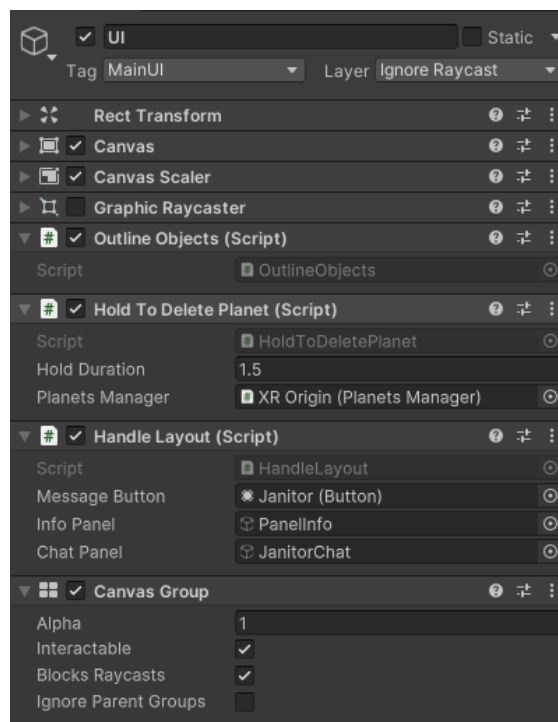 UI Static
Tag MainUI Layer Ignore Raycast
Rect Transform
Canvas
Canvas Scaler
Graphic Raycaster
# Outline Objects (Script)
Script # OutlineObjects
# Hold To Delete Planet (Script)
Script # HoldToDeletePlanet
Hold Duration 1.5
Planets Manager # XR Origin (Planets Manager)
# Handle Layout (Script)
Script # HandleLayout
Message Button Janitor (Button)
Info Panel PanelInfo
Chat Panel JanitorChat
Canvas Group
Alpha 1
Interactable
Blocks Raycasts
Ignore Parent Groups